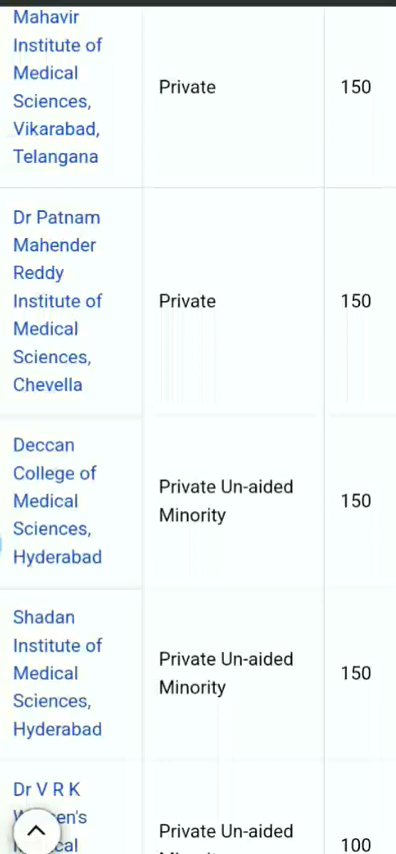 Mahavir
Institute of
Medical
Sciences,
Vikarabad,
Telangana
Private
150
Dr Patnam
Mahender
Reddy
Institute of
Medical
Sciences,
Chevella
Private
150
Deccan
College of
Medical
Sciences,
Hyderabad
Private Un-aided
Minority
150
Shadan
Institute of
Medical
Sciences,
Hyderabad
Private Un-aided
Minority
150
Dr V R K
Private Un-aided
100